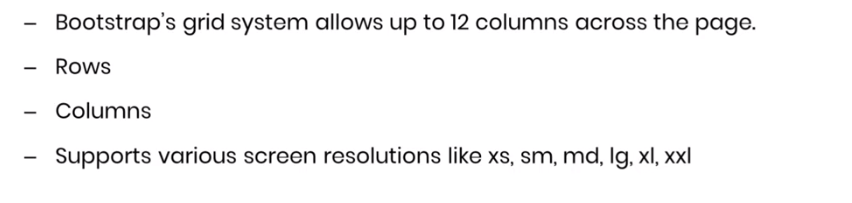 – Bootstrap's grid system allows up to 12 columns across the page.
– Rows
– Columns
– Supports various screen resolutions like xs, sm, md, lg, xl, xxl